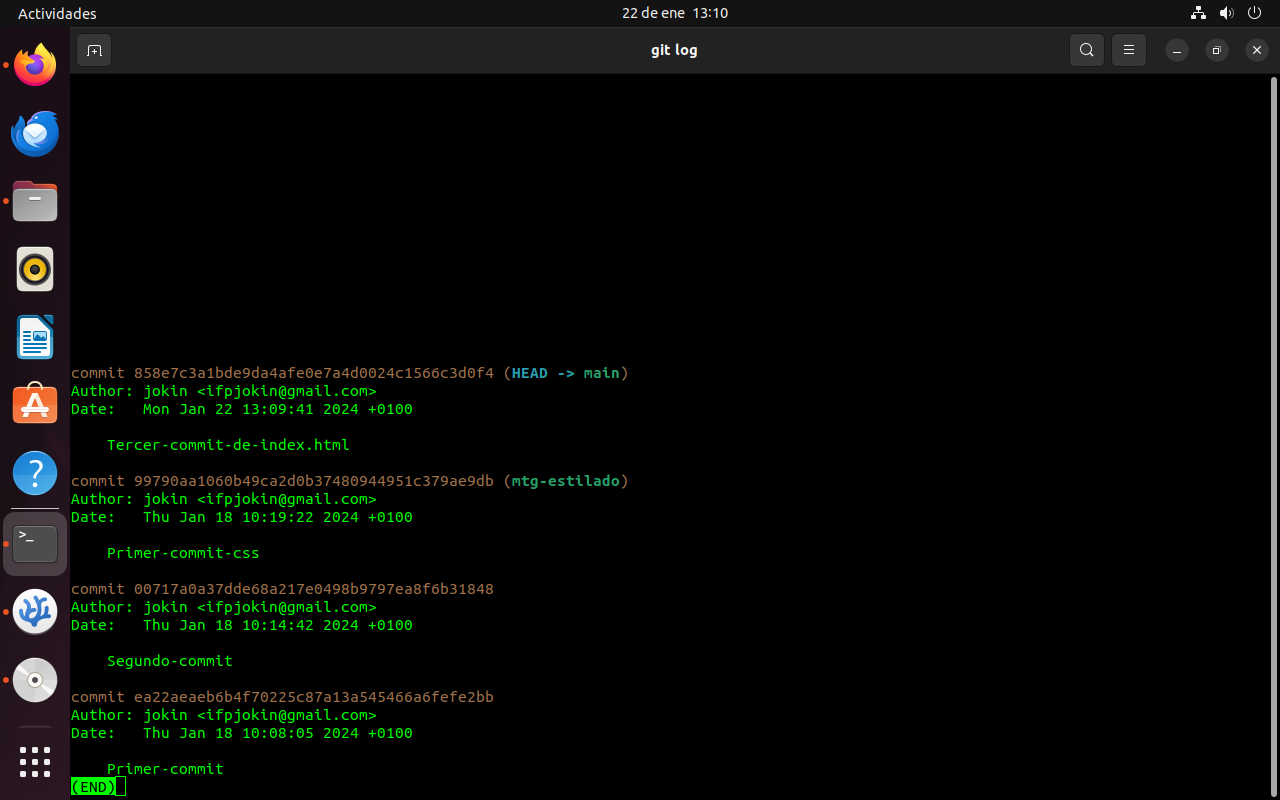 Actividades
22 de ene 13:10
git log
commit 858e7c3a1bde9da4afe0e7a4d0024c1566c3d0f4 (HEAD -> main)
Author: jokin <ifpjokin@gmail.com>
Date:   Mon Jan 22 13:09:41 2024 +0100
    Tercer-commit-de-index.html
commit 99790aa1060b49ca2d0b37480944951c379ae9db (mtg-estilado)
Author: jokin <ifpjokin@gmail.com>
Date:   Thu Jan 18 10:19:22 2024 +0100
    Primer-commit-css
commit 00717a0a37dde68a217e0498b9797ea8f6b31848
Author: jokin <ifpjokin@gmail.com>
Date:   Thu Jan 18 10:14:42 2024 +0100
    Segundo-commit
commit ea22aeaeb6b4f70225c87a13a545466a6fefe2bb
Author: jokin <ifpjokin@gmail.com>
Date:   Thu Jan 18 10:08:05 2024 +0100
    Primer-commit
(END)